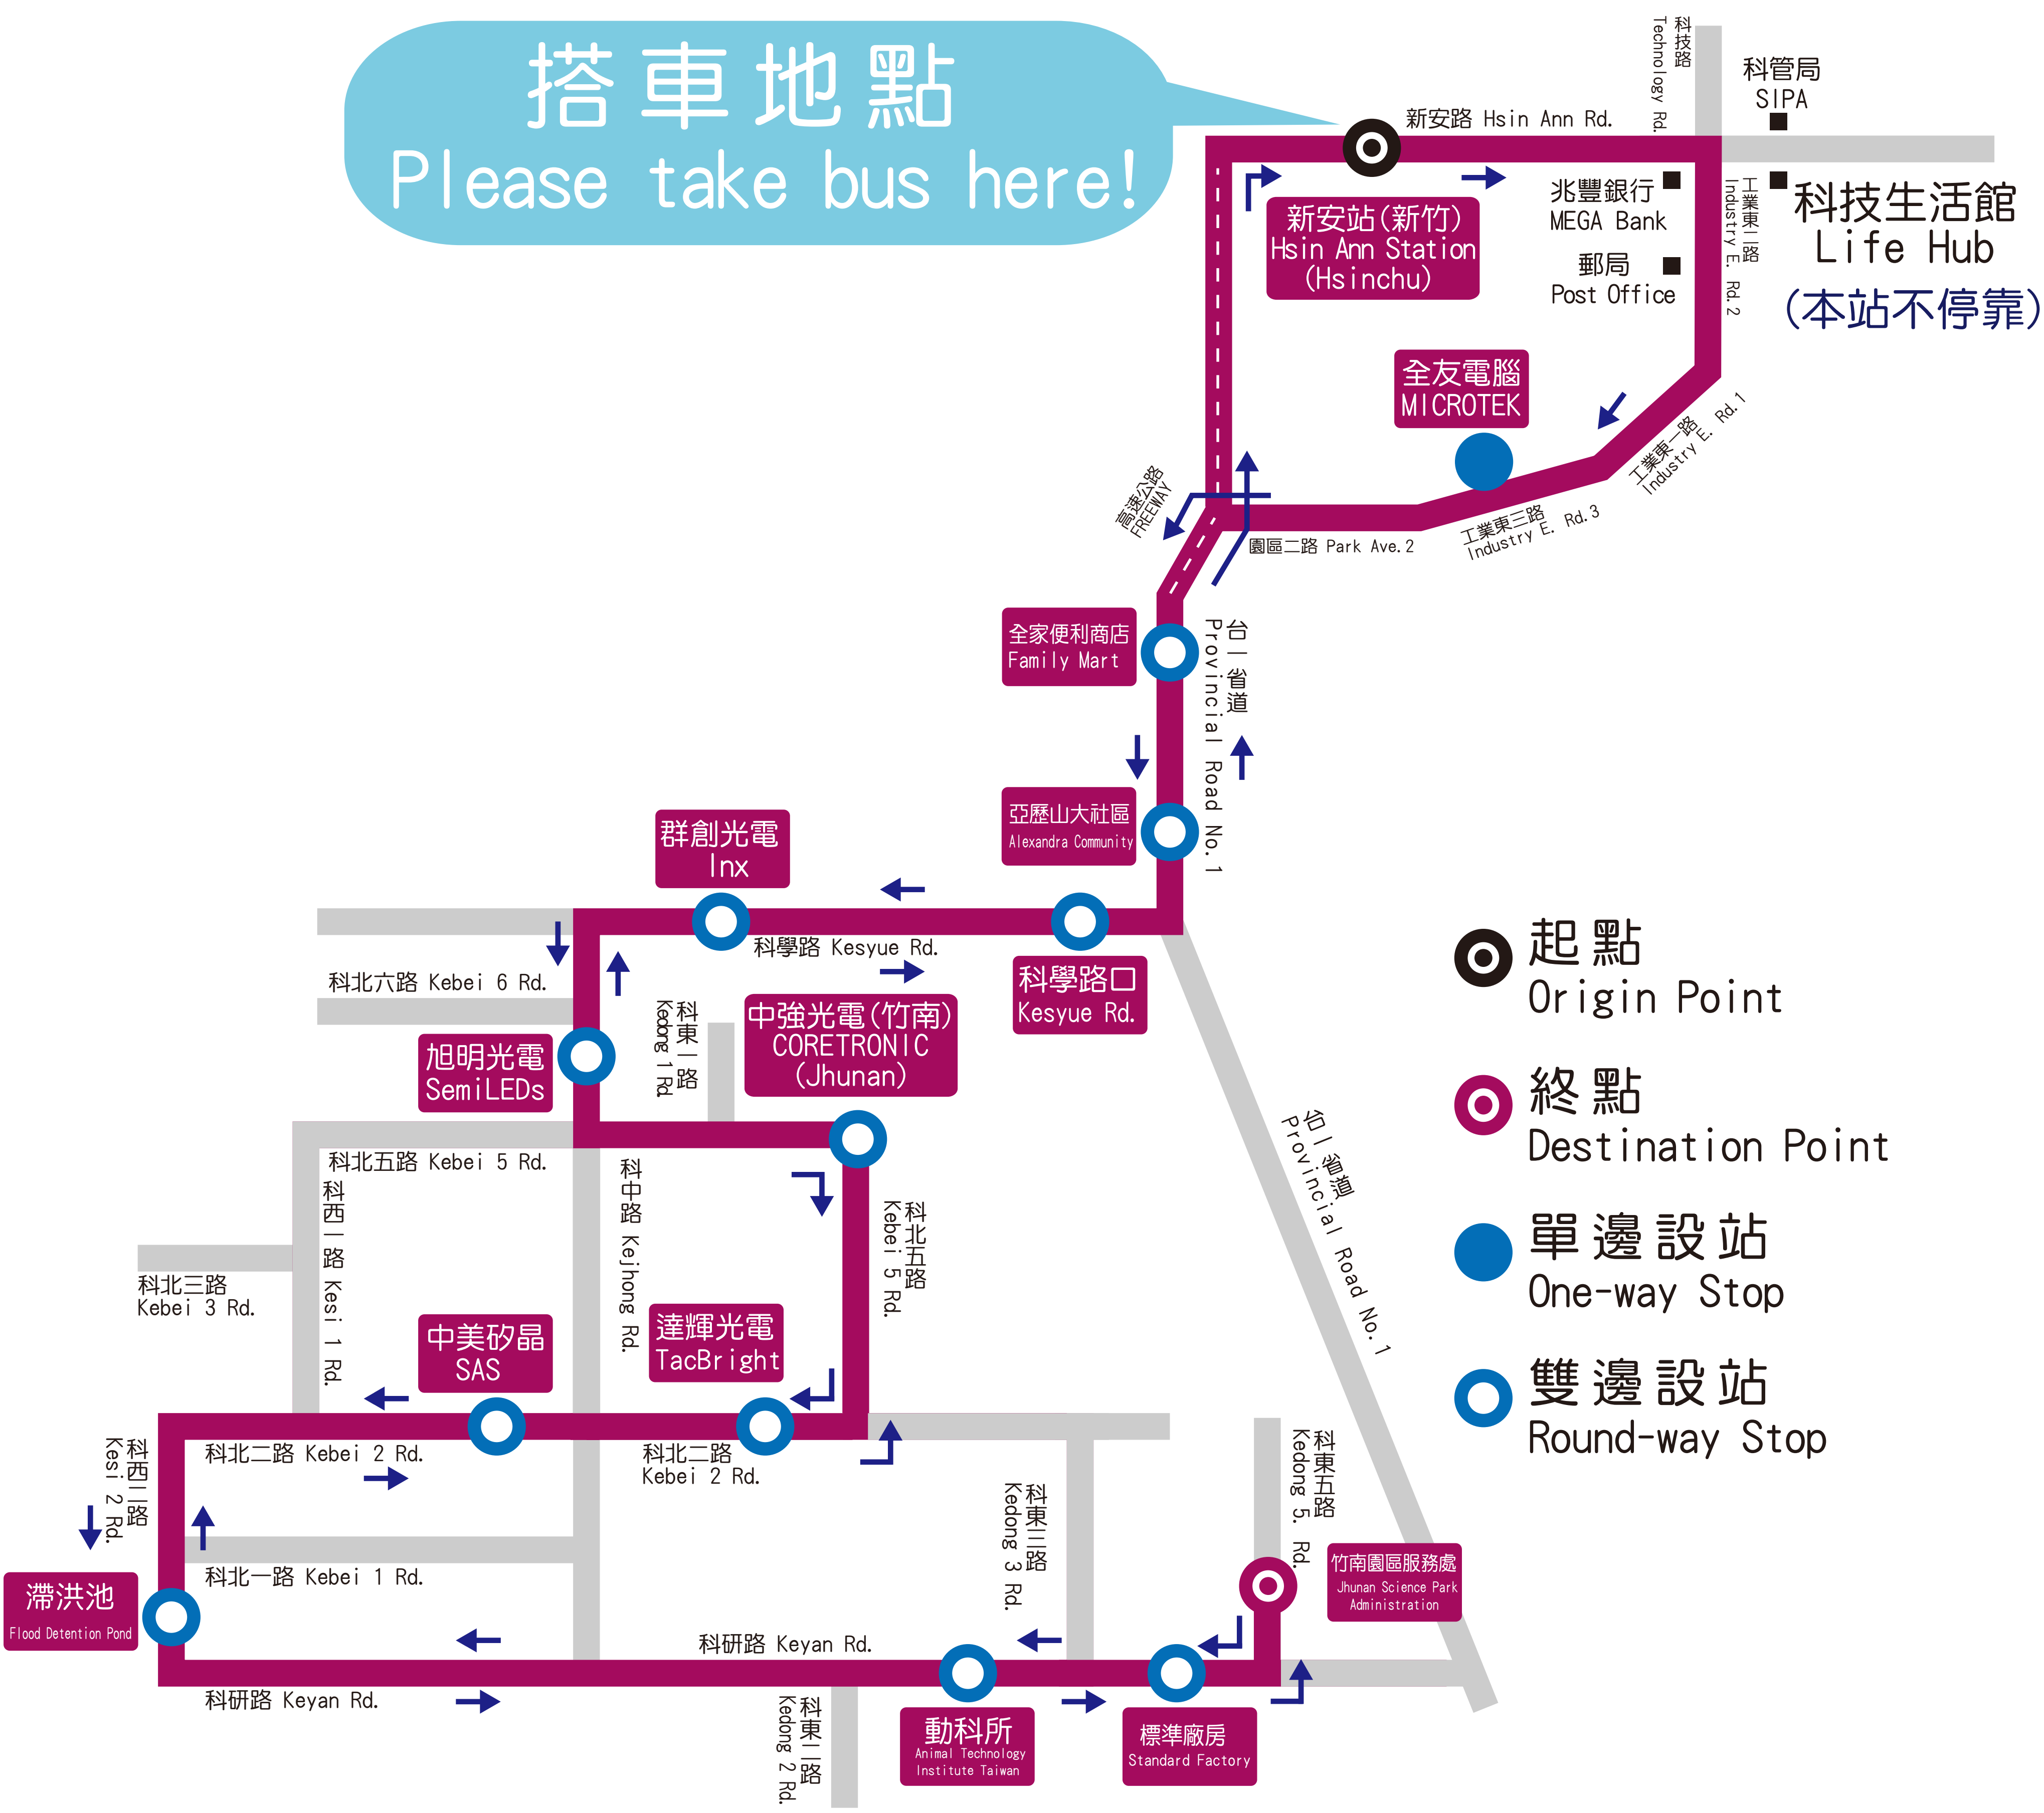 搭車地點
Please take bus here!
科技路
Technology Rd.
科管局
SIPA
新安路 Hsin Ann Rd.
新安站(新竹)
Hsin Ann Station
(Hsinchu)
兆豐銀行
MEGA Bank
郵局
Post Office
工業東二路
Industry E. Rd.2
科技生活館
Life Hub
(本站不停靠)
全友電腦
MICROTEK
工業東一路
Industry E. Rd.1
工業東三路
Industry E. Rd.3
高速公路
FREEWAY
園區二路 Park Ave.2
全家便利商店
Family Mart
台一省道
Provincial Road No.1
亞歷山大社區
Alexandra Community
群創光電
Inx
科學路 Kesyue Rd.
科學路口
Kesyue Rd.
科北六路 Kebei 6 Rd.
旭明光電
SemiLEDs
科東一路
Kedong 1 Rd.
中強光電(竹南)
CORETRONIC
(Jhunan)
起點
Origin Point
終點
Destination Point
單邊設站
One-way Stop
雙邊設站
Round-way Stop
台一省道
Provincial Road No.1
科北五路 Kebei 5 Rd.
科西一路 Kesi 1 Rd.
科中路 Kejhong Rd.
科北五路
Kebei 5 Rd.
科北三路
Kebei 3 Rd.
中美矽晶
SAS
達輝光電
TacBright
科西二路
Kesi 2 Rd.
科北二路 Kebei 2 Rd.
科北二路
Kebei 2 Rd.
科東三路
Kedong 3 Rd.
科東五路
Kedong 5. Rd.
科北一路 Kebei 1 Rd.
滯洪池
Flood Detention Pond
竹南園區服務處
Jhunan Science Park
Administration
科研路 Keyan Rd.
科研路 Keyan Rd.
科東二路
Kedong 2 Rd.
動科所
Animal Technology
Institute Taiwan
標準廠房
Standard Factory